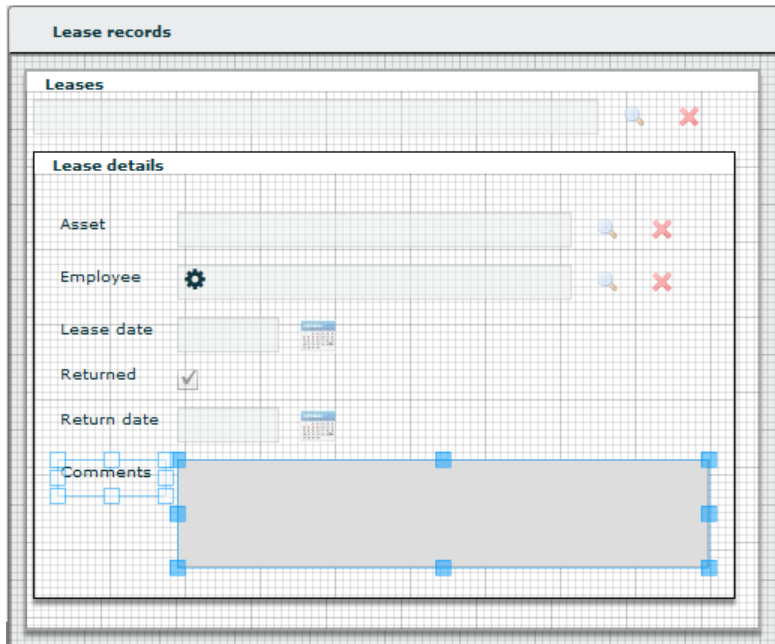 Lease records
Leases
Lease details
Asset
Employee
Lease date
Returned
Return date
Comments